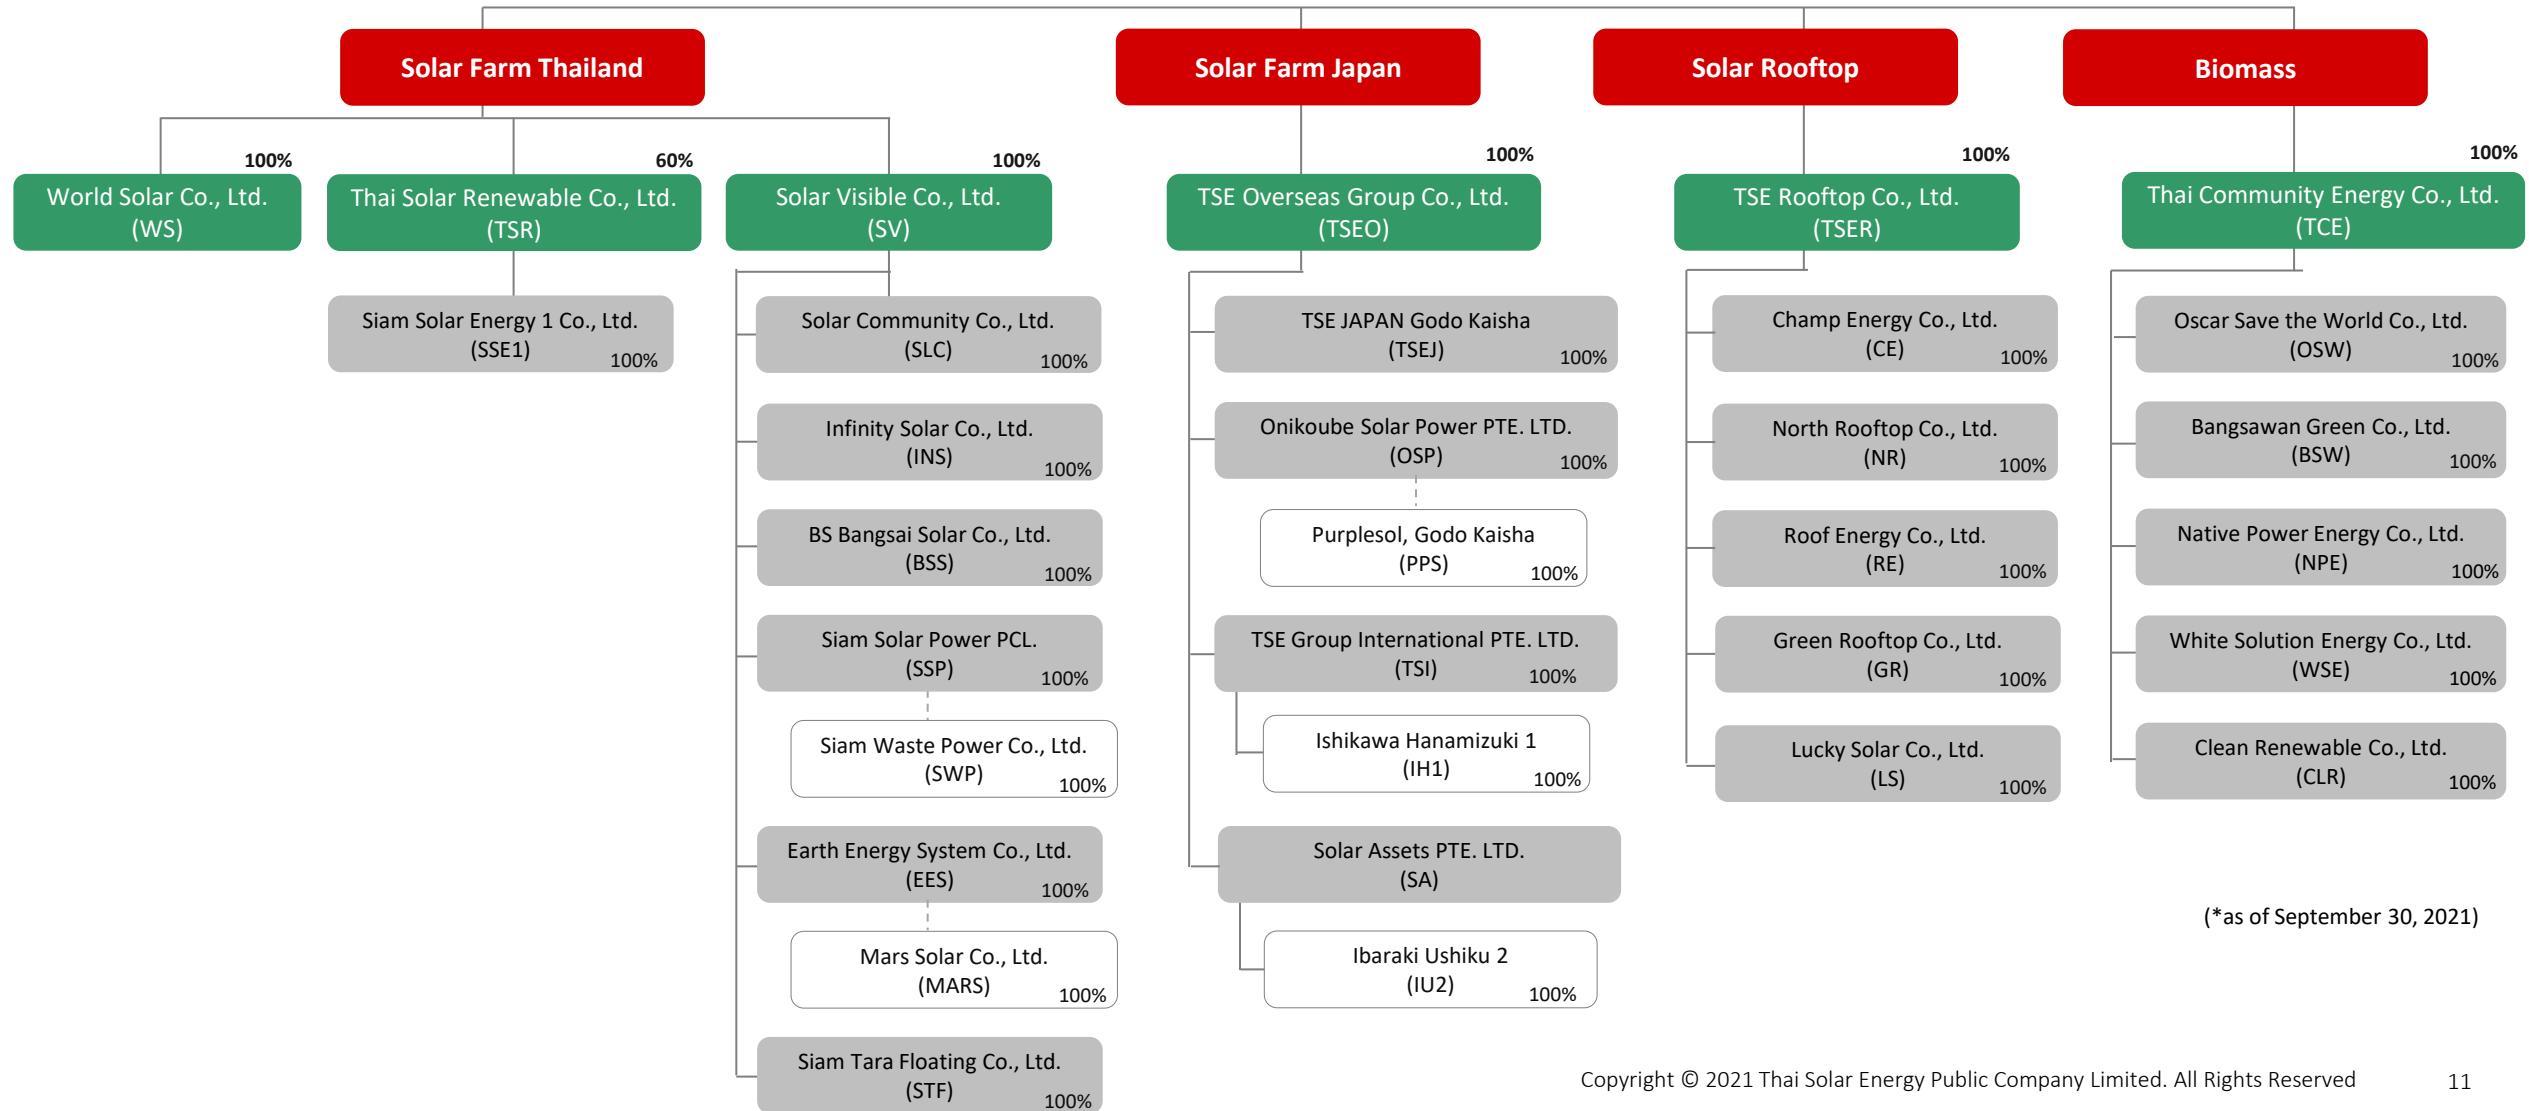 Solar Farm Thailand
Solar Farm Japan
Solar Rooftop
Biomass
100%
World Solar Co., Ltd.
(WS)
60%
Thai Solar Renewable Co., Ltd.
(TSR)
100%
Solar Visible Co., Ltd.
(SV)
100%
TSE Overseas Group Co., Ltd.
(TSEO)
100%
TSE Rooftop Co., Ltd.
(TSER)
100%
Thai Community Energy Co., Ltd.
(TCE)
Siam Solar Energy 1 Co., Ltd.
(SSE1)
100%
Solar Community Co., Ltd.
(SLC)
100%
Infinity Solar Co., Ltd.
(INS)
100%
BS Bangsai Solar Co., Ltd.
(BSS)
100%
Siam Solar Power PCL.
(SSP)
100%
Siam Waste Power Co., Ltd.
(SWP)
100%
Earth Energy System Co., Ltd.
(EES)
100%
Mars Solar Co., Ltd.
(MARS)
100%
Siam Tara Floating Co., Ltd.
(STF)
100%
TSE JAPAN Godo Kaisha
(TSEJ)
100%
Onikoube Solar Power PTE. LTD.
(OSP)
100%
Purplesol, Godo Kaisha
(PPS)
100%
TSE Group International PTE. LTD.
(TSI)
100%
Ishikawa Hanamizuki 1
(IH1)
100%
Solar Assets PTE. LTD.
(SA)
Ibaraki Ushiku 2
(IU2)
100%
Champ Energy Co., Ltd.
(CE)
100%
North Rooftop Co., Ltd.
(NR)
100%
Roof Energy Co., Ltd.
(RE)
100%
Green Rooftop Co., Ltd.
(GR)
100%
Lucky Solar Co., Ltd.
(LS)
100%
Oscar Save the World Co., Ltd.
(OSW)
100%
Bangsawan Green Co., Ltd.
(BSW)
100%
Native Power Energy Co., Ltd.
(NPE)
100%
White Solution Energy Co., Ltd.
(WSE)
100%
Clean Renewable Co., Ltd.
(CLR)
100%
(*as of September 30, 2021)
Copyright © 2021 Thai Solar Energy Public Company Limited. All Rights Reserved
11